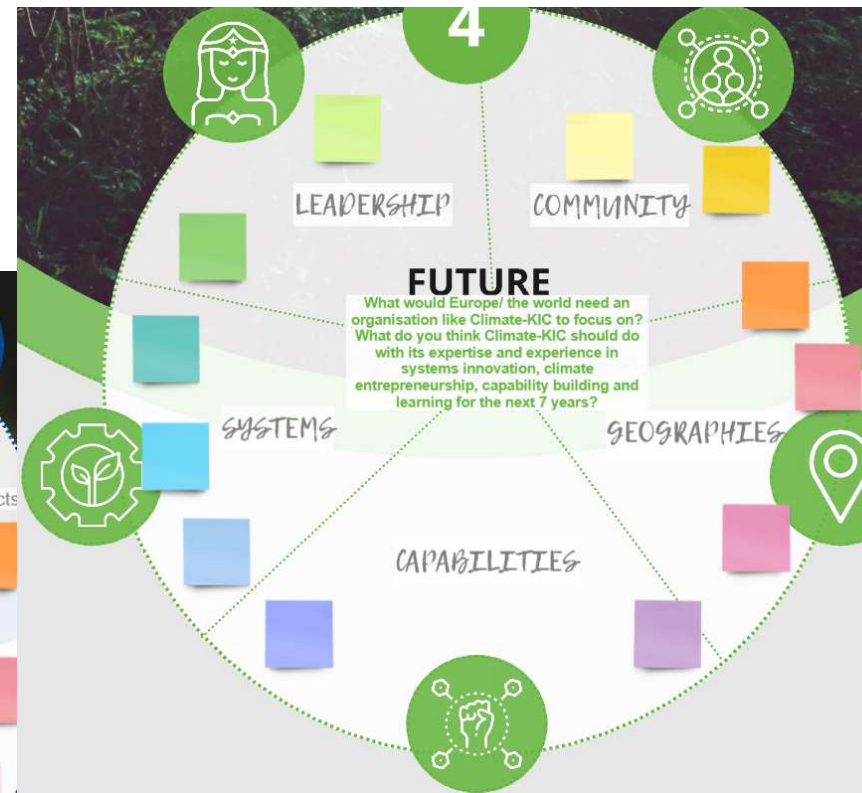 4
LEADERSHIP
COMMUNITY
FUTURE
What would Europe/ the world need an
organisation like Climate-KIC to focus on?
What do you think Climate-KIC should do
with its expertise and experience in
systems innovation, climate
entrepreneurship, capability building and
learning for the next 7 years?
SYSTEMS
GEOGRAPHIES
CAPABILITIES